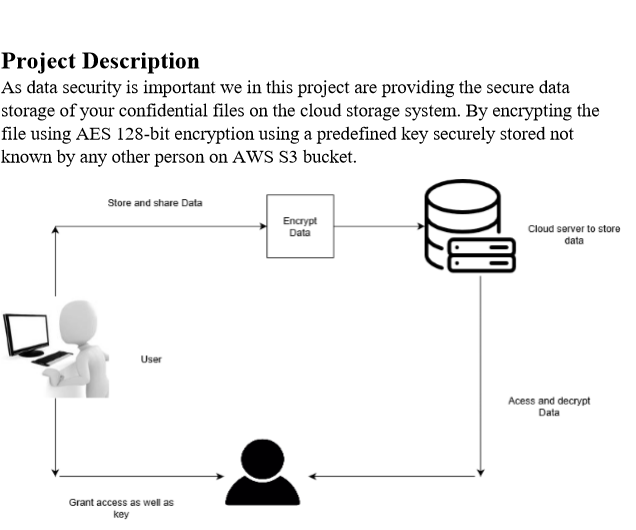 Project Description
As data security is important we in this project are providing the secure data
storage of your confidential files on the cloud storage system. By encrypting the
file using AES 128-bit encryption using a predefined key securely stored not
known by any other person on AWS S3 bucket.
Store and share Data
Encrypt
Data
Cloud server to store
data
User
Acess and decrypt
Data
Grant access as well as
key